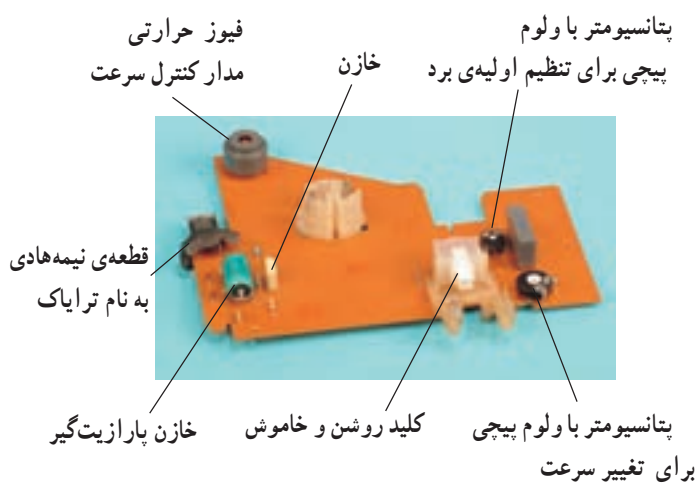 پتانسیومتر با ولوم
پیچی برای تنظیم اولیه‌ی برد
خازن
فیوز حرارتی
مدار کنترل سرعت
قطعه‌ی نیمه‌هادی
به نام ترایاک
خازن پارازیت‌گیر
کلید روشن و خاموش
پتانسیومتر با ولوم پیچی
برای تغییر سرعت